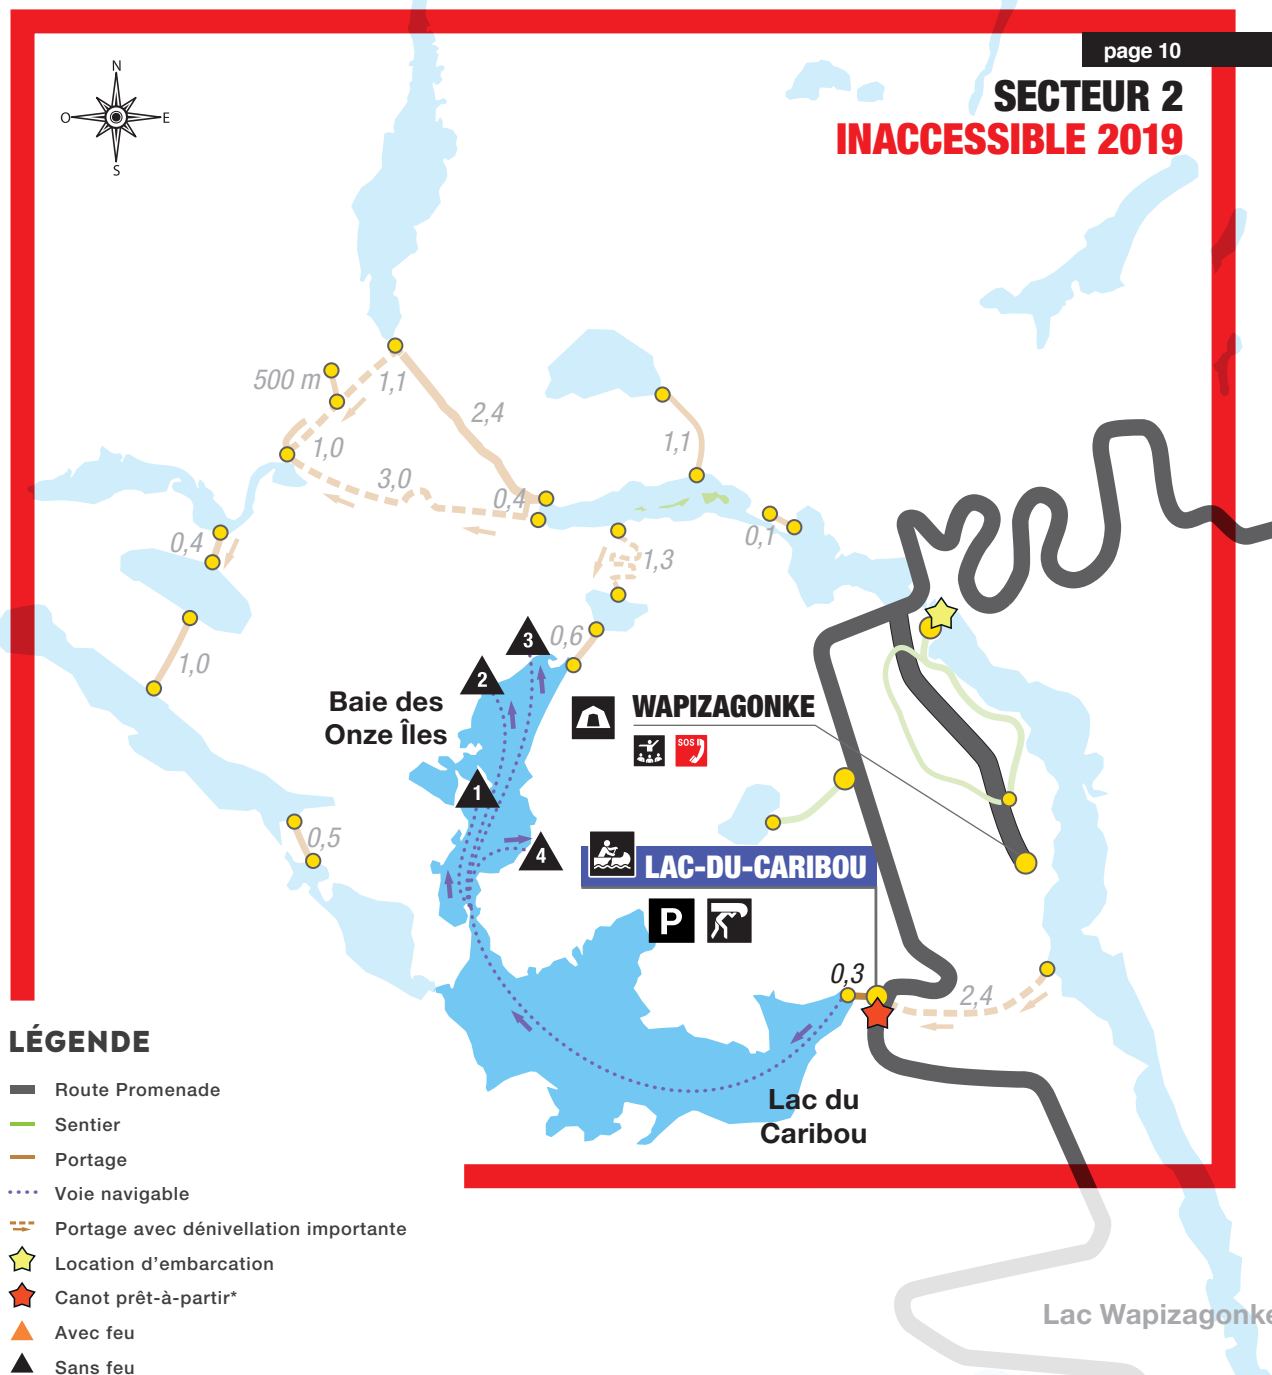 page 10
SECTEUR 2
INACCESSIBLE 2019
N
O
E
S
500 m
1,1
2,4
1,0
3,0
0,4
1,1
0,1
0,4
1,3
1,0
0,6
3
2
Baie des
Onze Îles
WAPIZAGONKE
SOS
1
4
0,5
LAC-DU-CARIBOU
P
0,3
2,4
Lac du
Caribou
LÉGENDE
Route Promenade
Sentier
Portage
Voie navigable
Portage avec dénivellation importante
Location d'embarcation
Canot prêt-à-partir*
Avec feu
Sans feu
Lac Wapizagonke